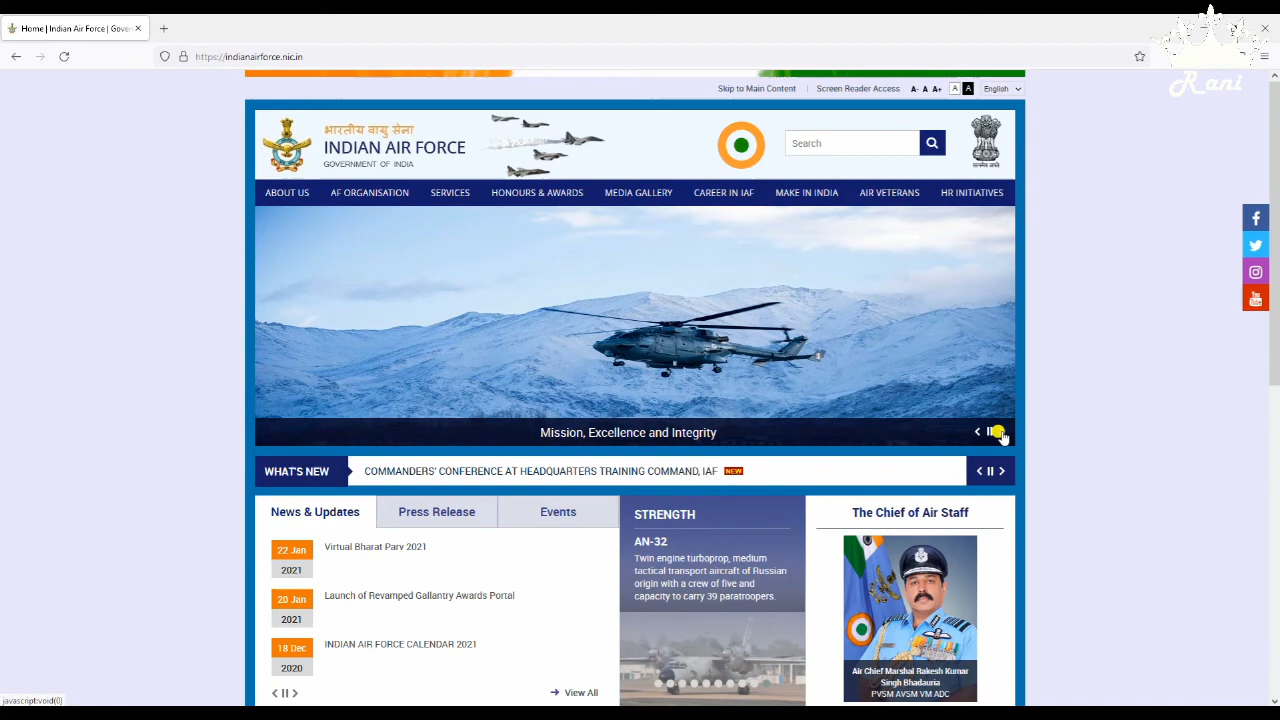 Home | Indian Air Force | Gover
https://indianairforce.nic.in
Rani
Skip to Main Content | Screen Reader Access A- A A+ A A English
भारतीय वायु सेना
INDIAN AIR FORCE
GOVERNMENT OF INDIA
Search
ABOUT US AF ORGANISATION SERVICES HONOURS & AWARDS MEDIA GALLERY CAREER IN IAF MAKE IN INDIA AIR VETERANS HR INITIATIVES
Mission, Excellence and Integrity
WHAT'S NEW COMMANDERS' CONFERENCE AT HEADQUARTERS TRAINING COMMAND, IAF NEW
News & Updates Press Release Events
22 Jan
2021
Virtual Bharat Parv 2021
20 Jan
2021
Launch of Revamped Gallantry Awards Portal
18 Dec
2020
INDIAN AIR FORCE CALENDAR 2021
View All
STRENGTH
AN-32
Twin engine turboprop, medium
tactical transport aircraft of Russian
origin with a crew of five and
capacity to carry 39 paratroopers.
The Chief of Air Staff
Air Chief Marshal Rakesh Kumar
Singh Bhadauria
PVSM AVSM VM ADC
You Tube
javascript:void(0)